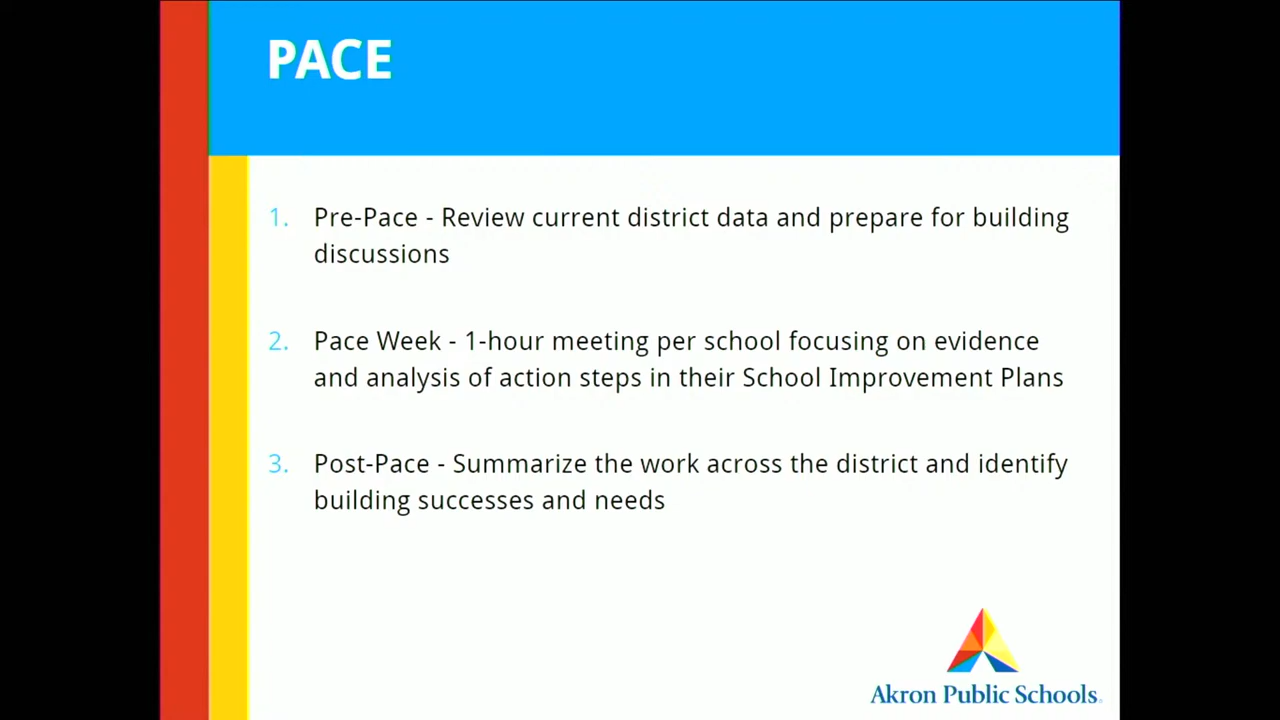 PACE
1. Pre-Pace - Review current district data and prepare for building
discussions
2. Pace Week - 1-hour meeting per school focusing on evidence
and analysis of action steps in their School Improvement Plans
3. Post-Pace - Summarize the work across the district and identify
building successes and needs
Akron Public Schools